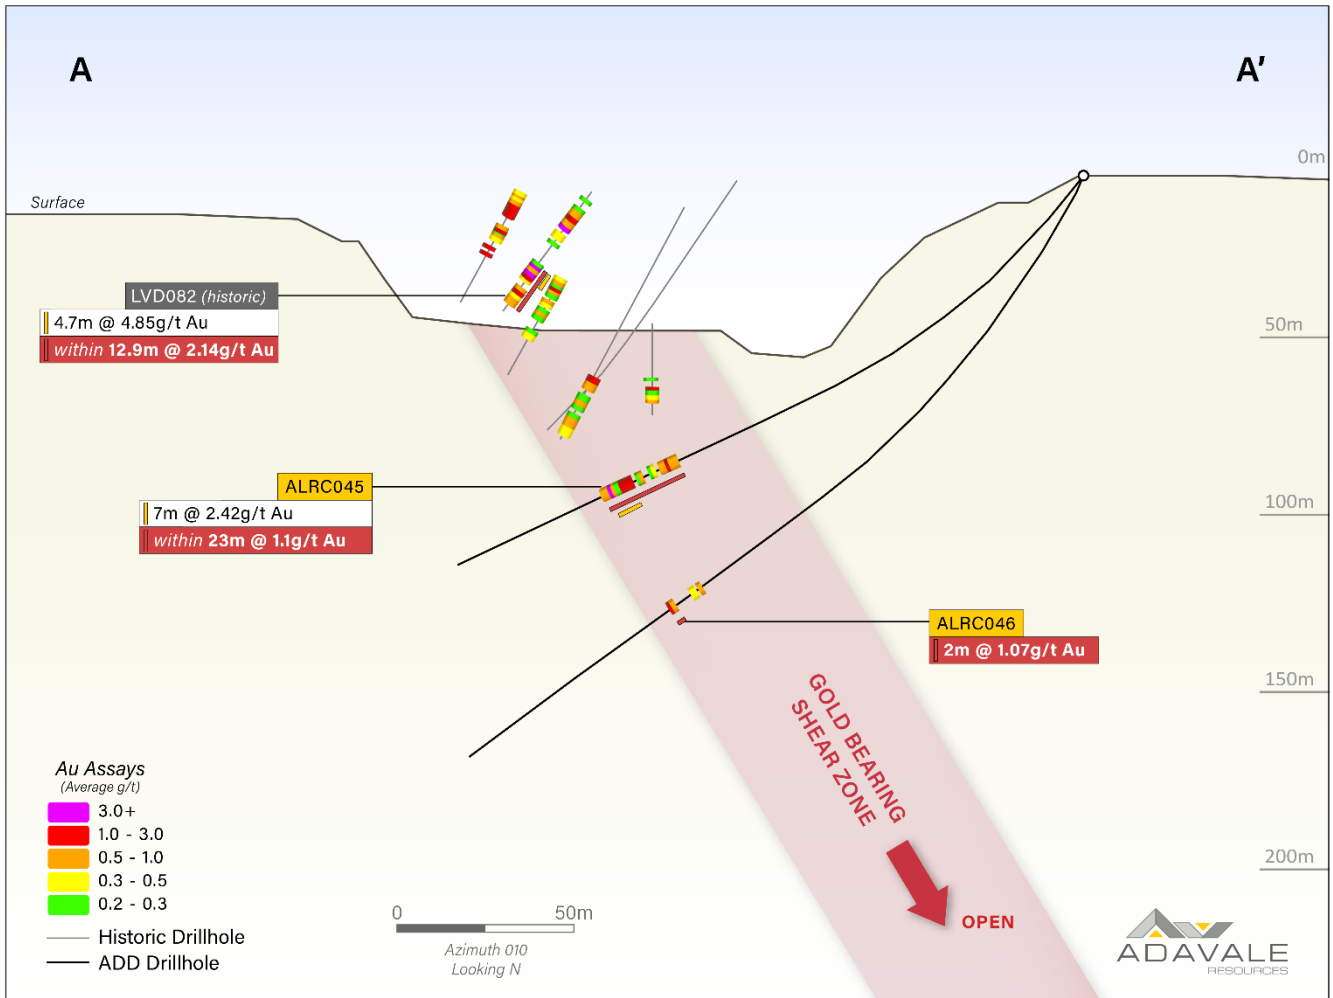 A
A'
0m
Surface
LVD082 (historic)
4.7m @ 4.85g/t Au
within 12.9m @ 2.14g/t Au
50m
ALRC045
7m @ 2.42g/t Au
within 23m @ 1.1g/t Au
100m
ALRC046
2m @ 1.07g/t Au
150m
GOLD BEARING
SHEAR ZONE
OPEN
200m
Au Assays
(Average g/t)
3.0+
1.0 - 3.0
0.5 - 1.0
0.3 - 0.5
0.2 - 0.3
Historic Drillhole
ADD Drillhole
0 50m
Azimuth 010
Looking N
ADAVALE
RESOURCES